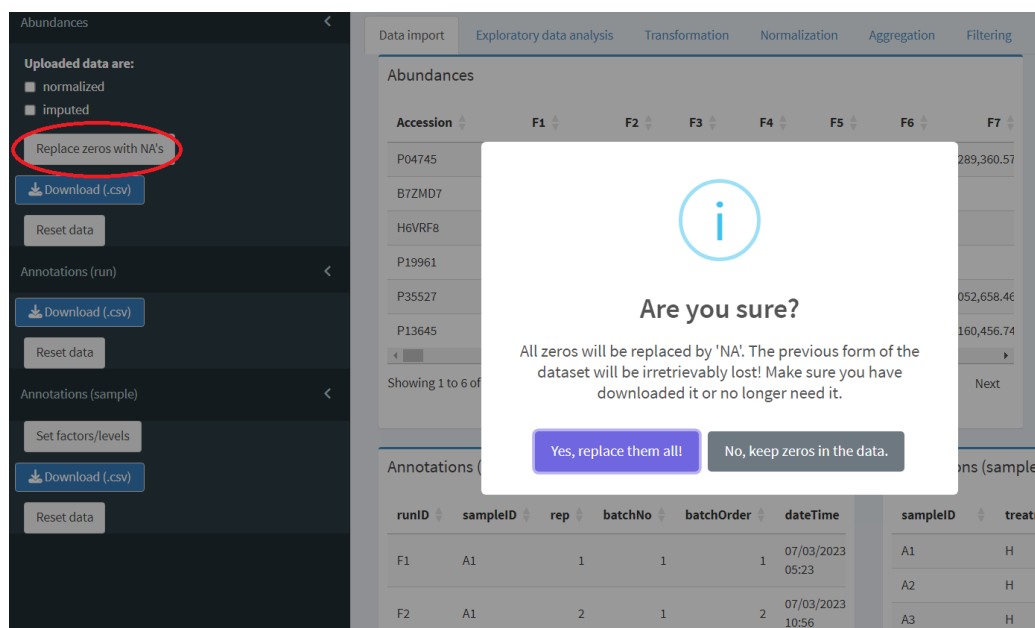 Abundances
Uploaded data are:
normalized
imputed
Replace zeros with NA's
Download (.csv)
Reset data
Annotations (run)
Download (.csv)
Reset data
Annotations (sample)
Set factors/levels
Download (.csv)
Reset data
Data import Exploratory data analysis Transformation Normalization Aggregation Filtering
Abundances
Accession F1 F2 F3 F4 F5 F6 F7
P04745 289,360.57
B7ZMD7
H6VRF8
P19961
P35527 052,658.46
P13645 160,456.74
Showing 1 to 6 of
Next
i
Are you sure?
All zeros will be replaced by 'NA'. The previous form of the
dataset will be irretrievably lost! Make sure you have
downloaded it or no longer need it.
Yes, replace them all! No, keep zeros in the data.
Annotations (
runID sampleID rep batchNo batchOrder dateTime
F1 A1 1 1 1 07/03/2023
05:23
F2 A1 2 1 2 07/03/2023
10:56
ons (sample
sampleID treat
A1 H
A2 H
A3 H